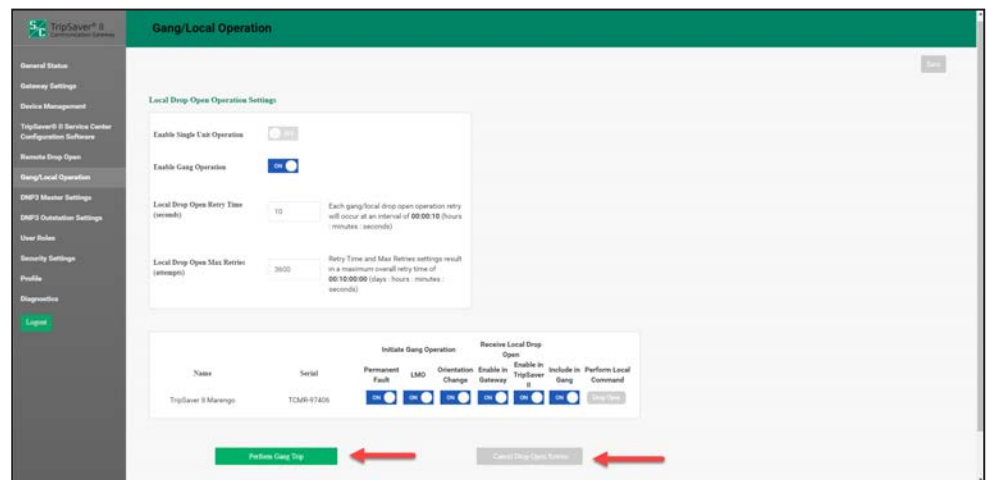 S&C TripSaver® II
Communication Gateway
Gang/Local Operation
General Status
Gateway Settings
Device Management
TripSaver® II Service Center
Configuration Software
Remote Drop Open
Gang/Local Operation
DNP3 Master Settings
DNP3 Outstation Settings
User Roles
Security Settings
Profile
Diagnostics
Logout
Save
Local Drop Open Operation Settings
Enable Single Unit Operation
OFF
Enable Gang Operation
ON
Local Drop Open Retry Time
(seconds)
10
Each gang/local drop open operation retry
will occur at an interval of 00:00:10 (hours
: minutes : seconds)
Local Drop Open Max Retries
(attempts)
3600
Retry Time and Max Retries settings result
in a maximum overall retry time of
00:10:00:00 (days : hours : minutes :
seconds)
Initiate Gang Operation
Receive Local Drop
Open
Name
Serial
Permanent
Fault
LMO
Orientation
Change
Enable in
Gateway
Enable in
TripSaver
II
Include in
Gang
Perform Local
Command
TripSaver II Marengo
TCMR-97406
ON
ON
ON
ON
ON
ON
Drop Open
Perform Gang Trip
Cancel Drop Open Retries